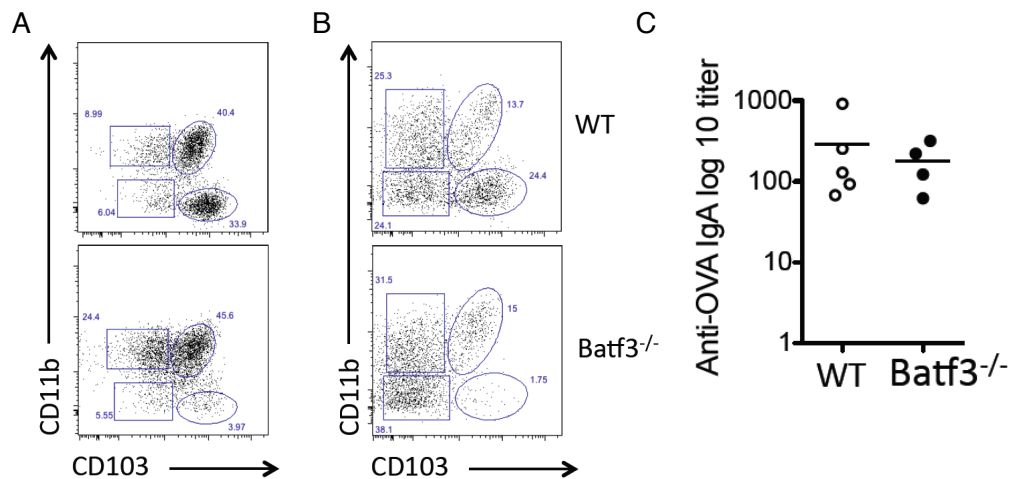 A
B
C
8.99
40.4
6.04
33.9
24.4
45.6
5.55
3.97
CD11b
CD103
25.3
13.7
24.4
24.1
31.5
15
1.75
38.1
CD11b
CD103
WT
Batf3-/-
Anti-OVA IgA log 10 titer
1000
100
10
1
WT
Batf3-/-